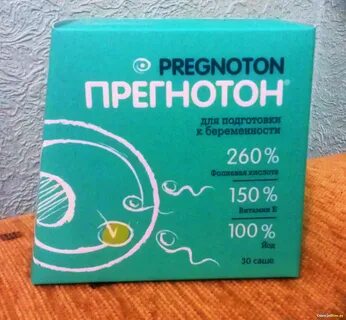 PREGNOTON
ПРЕГНОТОН®
для подготовки
к беременности
260%
Фолиевая кислота
150%
Витамин E
100%
Йод
30 саше